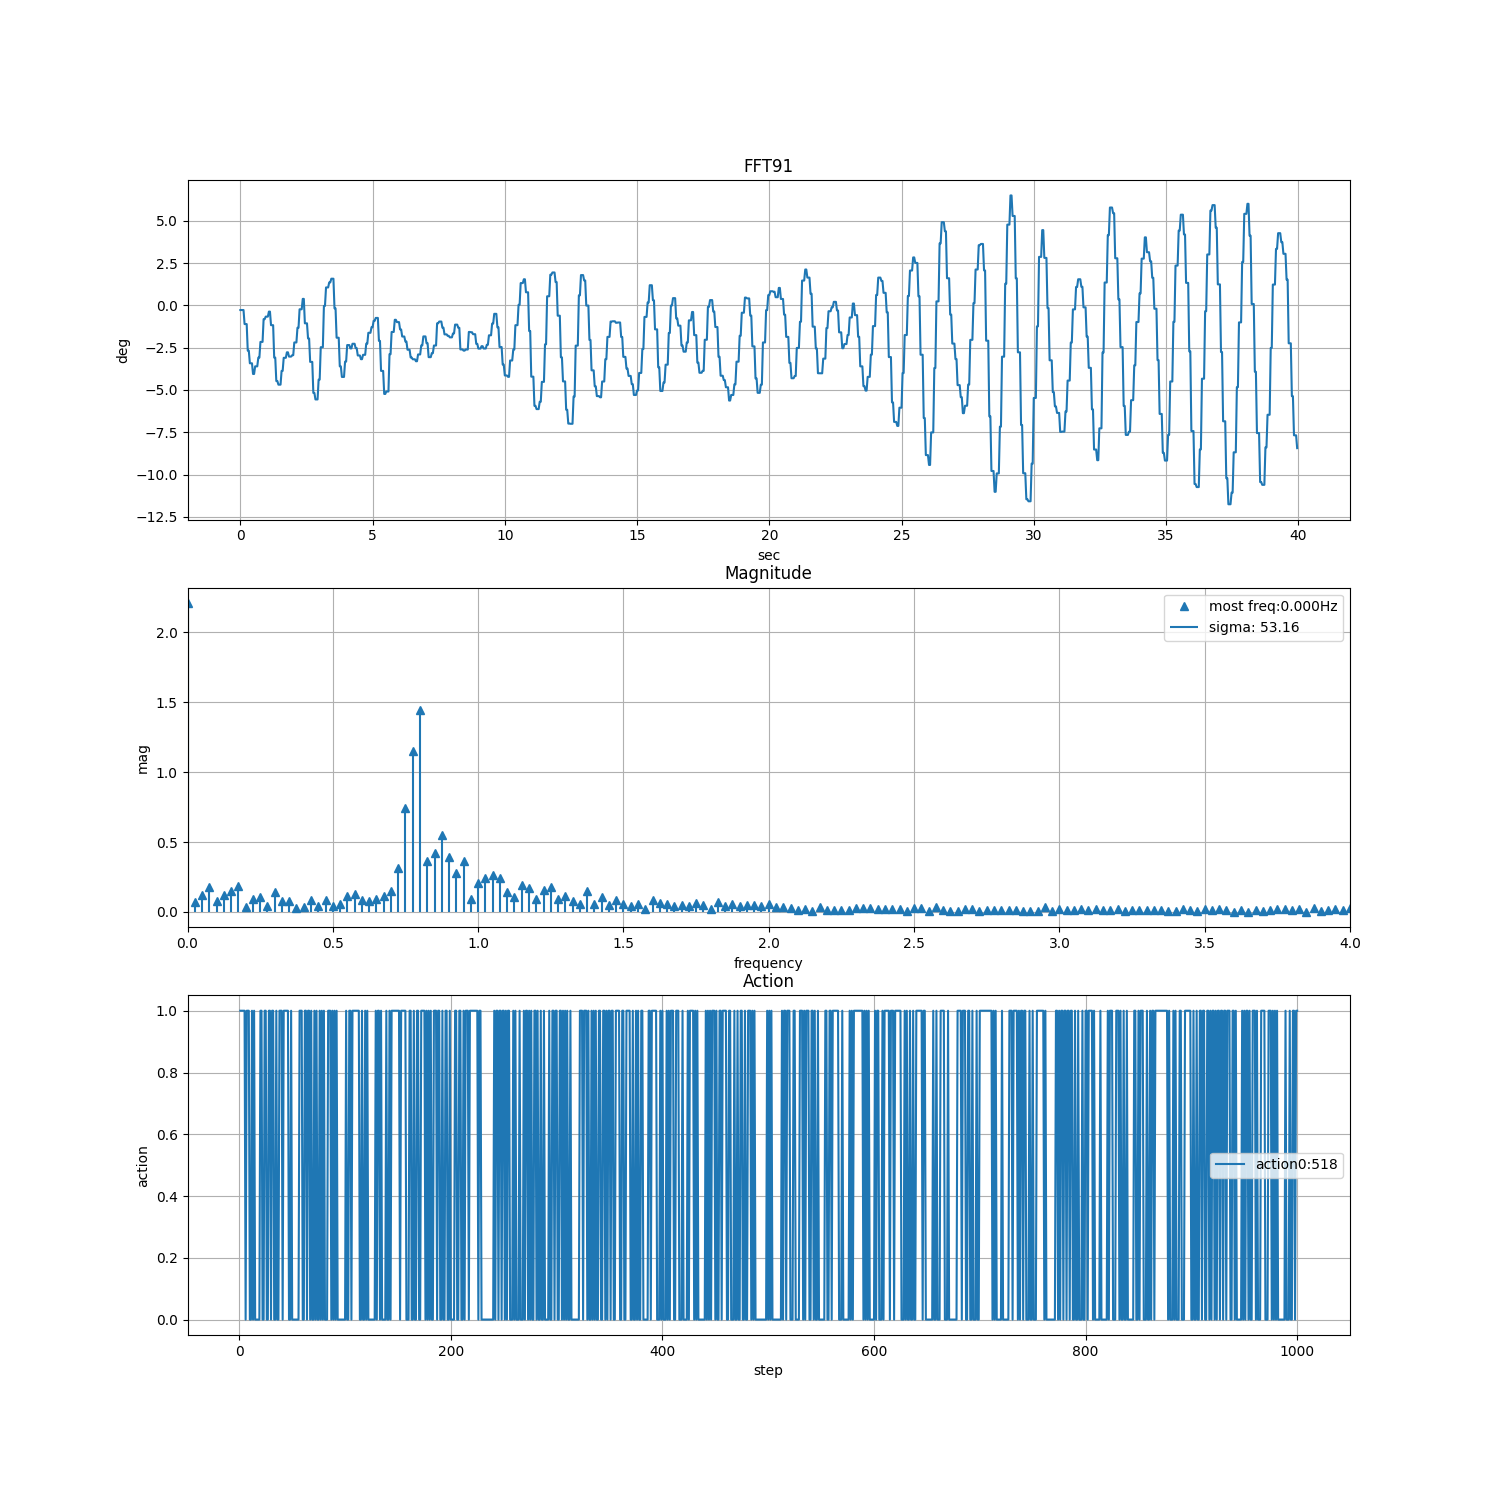 FFT91
5.0
2.5
0.0
−2.5
−5.0
−7.5
−10.0
−12.5
deg
0 5 10 15 20 25 30 35 40
sec
Magnitude
most freq:0.000Hz
sigma: 53.16
2.0
1.5
1.0
0.5
0.0
mag
0.0 0.5 1.0 1.5 2.0 2.5 3.0 3.5 4.0
frequency
Action
1.0
0.8
0.6
0.4
0.2
0.0
action
action0:518
0 200 400 600 800 1000
step